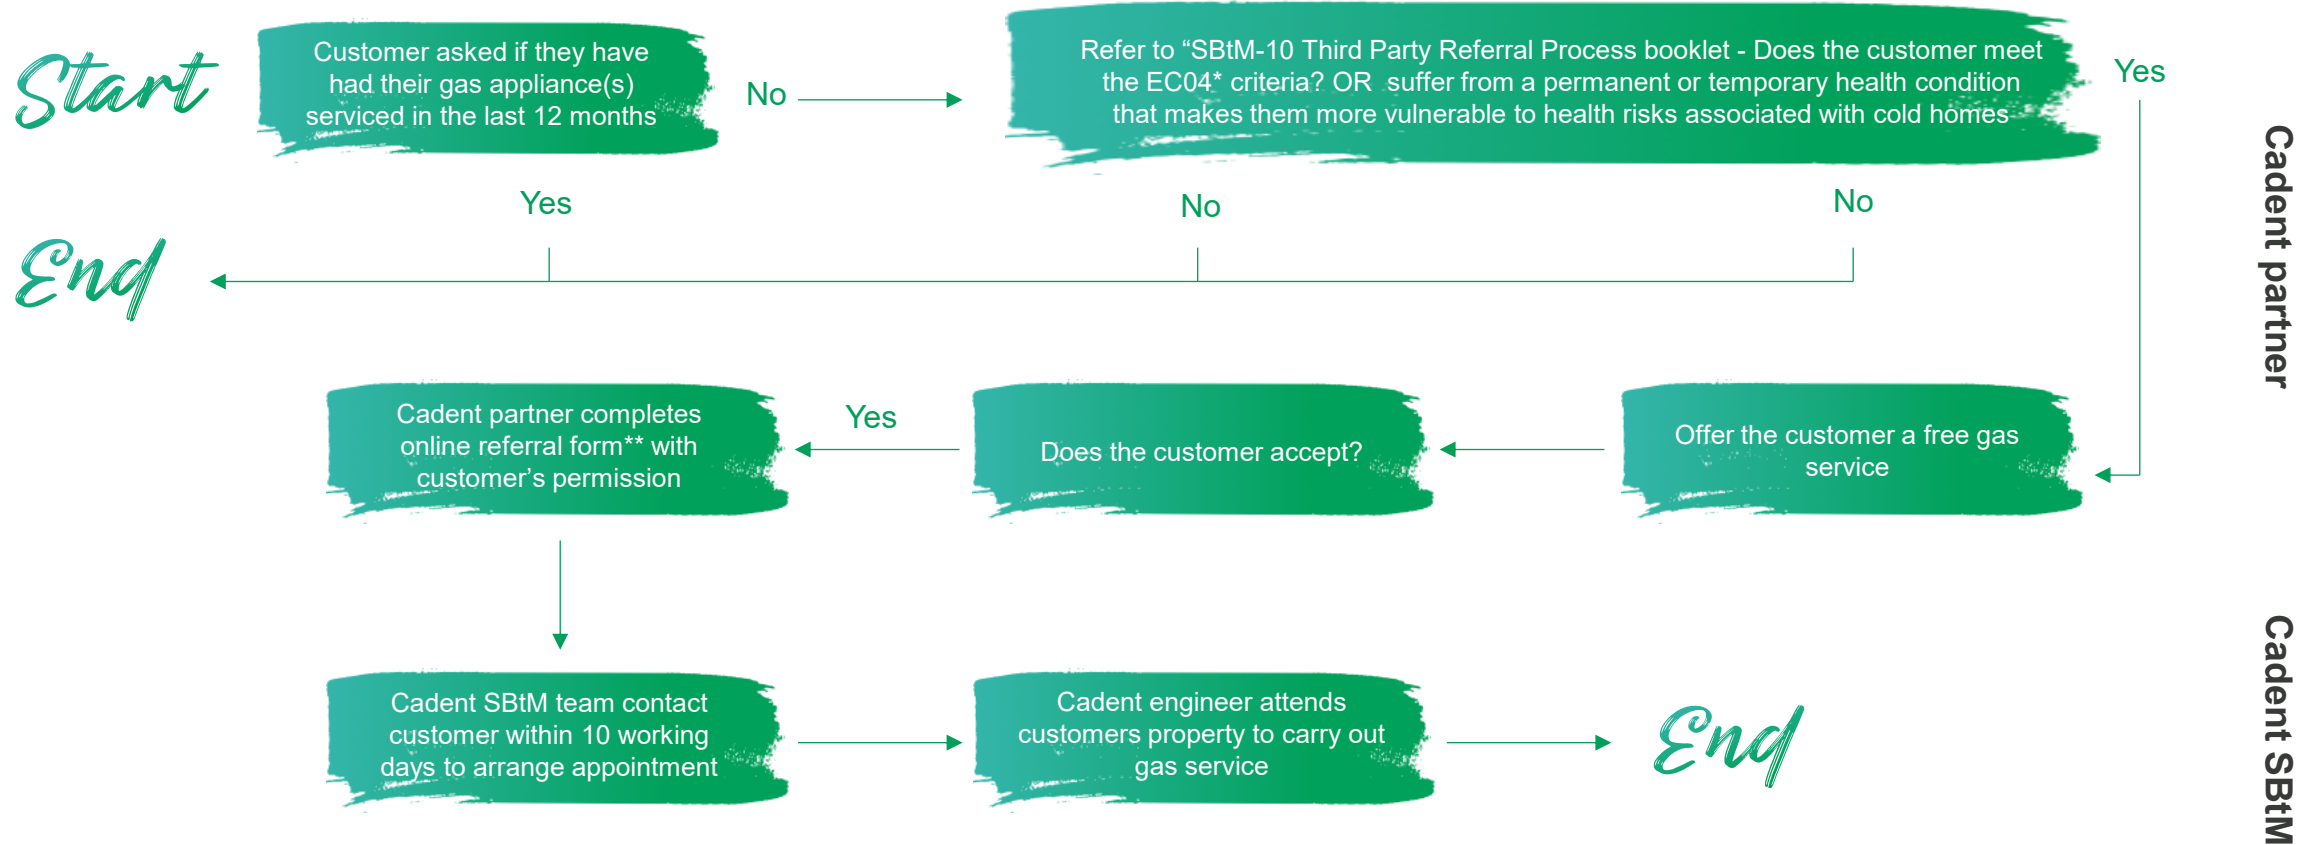 Start
Customer asked if they have
had their gas appliance(s)
serviced in the last 12 months
No
Refer to “SBtM-10 Third Party Referral Process booklet - Does the customer meet
the EC04* criteria? OR  suffer from a permanent or temporary health condition
that makes them more vulnerable to health risks associated with cold homes
Yes
Yes
No
No
End
Cadent partner
Cadent partner completes
online referral form** with
customer’s permission
Yes
Does the customer accept?
Offer the customer a free gas
service
Cadent SBtM team contact
customer within 10 working
days to arrange appointment
Cadent engineer attends
customers property to carry out
gas service
End
Cadent SBtM